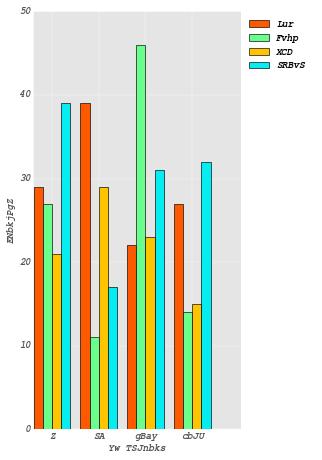 50
40
30
20
10
0
ENbkjPgZ
Z SA gBay cbJU
Yw TSJnbks
Lur
Fvhp
XCD
SRBvS